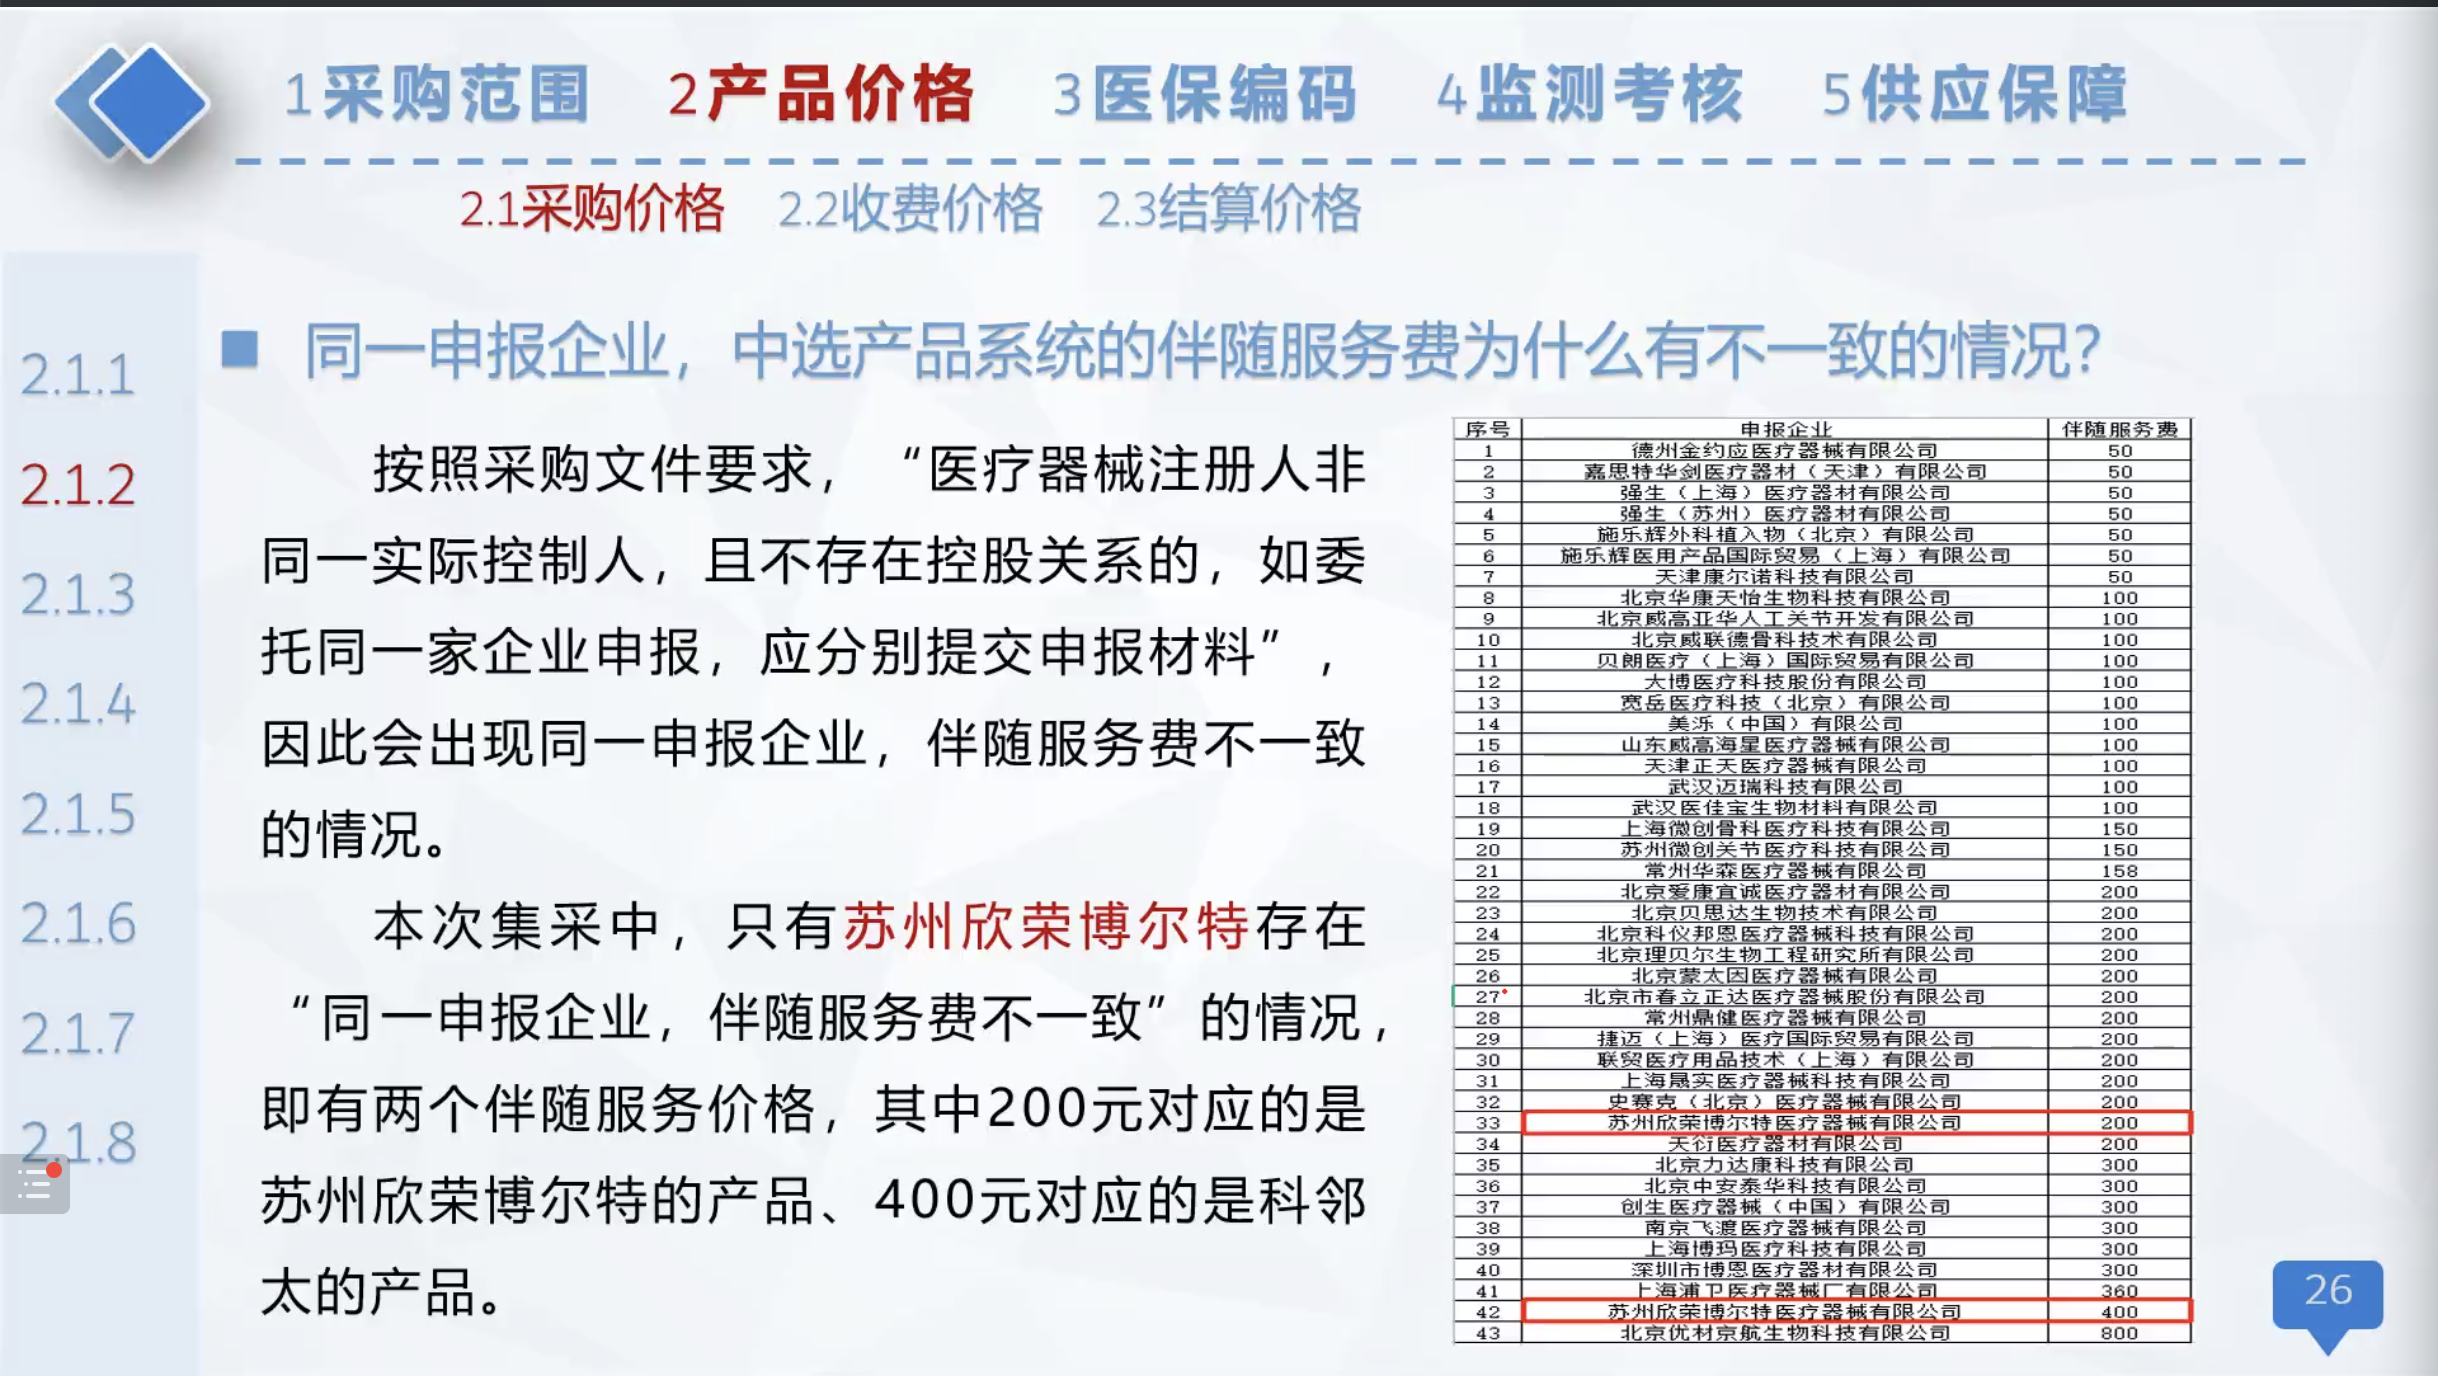 1采购范围 2产品价格 3医保编码 4监测考核 5供应保障
2.1采购价格 2.2收费价格 2.3结算价格
2.1.1
2.1.2
2.1.3
2.1.4
2.1.5
2.1.6
2.1.7
2.1.8
同一申报企业，中选产品系统的伴随服务费为什么有不一致的情况？
按照采购文件要求，“医疗器械注册人非
同一实际控制人，且不存在控股关系的，如委
托同一家企业申报，应分别提交申报材料”，
因此会出现同一申报企业，伴随服务费不一致
的情况。
本次集采中，只有苏州欣荣博尔特存在
“同一申报企业，伴随服务费不一致”的情况，
即有两个伴随服务价格，其中200元对应的是
苏州欣荣博尔特的产品、400元对应的是科邻
太的产品。
序号 申报企业 伴随服务费
1 德州金约应医疗器械有限公司 50
2 嘉思特华剑医疗器材（天津）有限公司 50
3 强生（上海）医疗器材有限公司 50
4 强生（苏州）医疗器材有限公司 50
5 施乐辉外科植入物（北京）有限公司 50
6 施乐辉医用产品国际贸易（上海）有限公司 50
7 天津康尔诺科技有限公司 50
8 北京华康天怡生物科技有限公司 100
9 北京威高亚华人工关节开发有限公司 100
10 北京威联德骨科技术有限公司 100
11 贝朗医疗（上海）国际贸易有限公司 100
12 大博医疗科技股份有限公司 100
13 宽岳医疗科技（北京）有限公司 100
14 美泺（中国）有限公司 100
15 山东威高海星医疗器械有限公司 100
16 天津正天医疗器械有限公司 100
17 武汉迈瑞科技有限公司 100
18 武汉医佳宝生物材料有限公司 100
19 上海微创骨科医疗科技有限公司 150
20 苏州微创关节医疗科技有限公司 150
21 常州华森医疗器械有限公司 158
22 北京爱康宜诚医疗器材有限公司 200
23 北京贝思达生物技术有限公司 200
24 北京科仪邦恩医疗器械科技有限公司 200
25 北京理贝尔生物工程研究所有限公司 200
26 北京蒙太因医疗器械有限公司 200
27 北京市春立正达医疗器械股份有限公司 200
28 常州鼎健医疗器械有限公司 200
29 捷迈（上海）医疗国际贸易有限公司 200
30 联贸医疗用品技术（上海）有限公司 200
31 上海晟实医疗器械科技有限公司 200
32 史赛克（北京）医疗器械有限公司 200
33 苏州欣荣博尔特医疗器械有限公司 200
34 天衍医疗器材有限公司 200
35 北京力达康科技有限公司 300
36 北京中安泰华科技有限公司 300
37 创生医疗器械（中国）有限公司 300
38 南京飞渡医疗器械有限公司 300
39 上海博玛医疗科技有限公司 300
40 深圳市博恩医疗器材有限公司 300
41 上海浦卫医疗器械厂有限公司 360
42 苏州欣荣博尔特医疗器械有限公司 400
43 北京优材京航生物科技有限公司 800
26